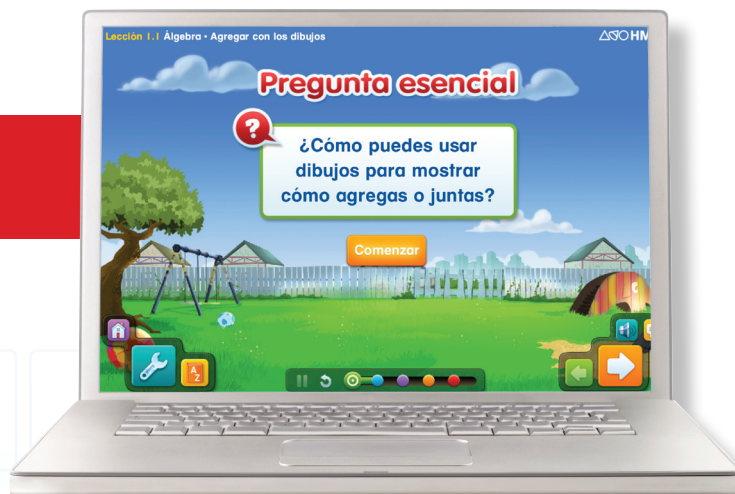 Lección 1.1 Álgebra • Agregar con los dibujos
HM
Pregunta esencial
?
¿Cómo puedes usar
dibujos para mostrar
cómo agregas o juntas?
Comenzar
A
Z